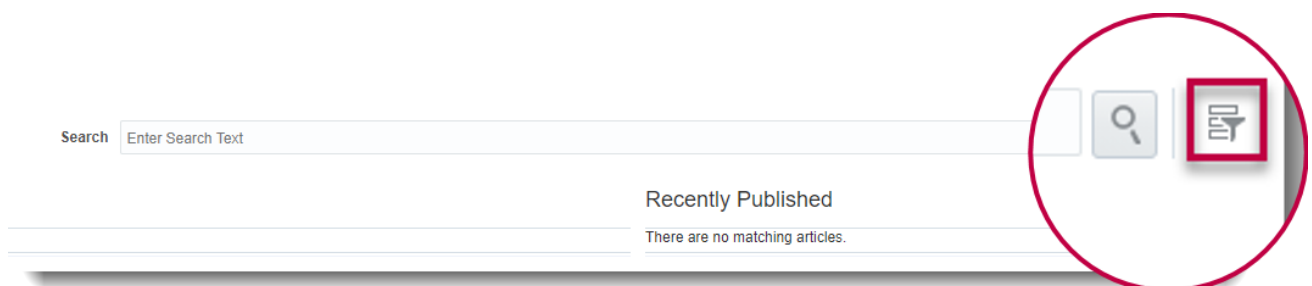 Search Enter Search Text
Recently Published
There are no matching articles.